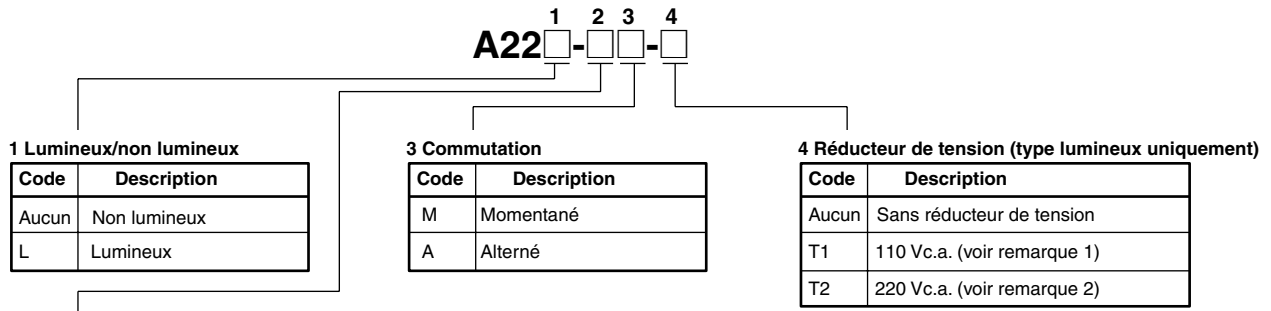 1 2 3 4
A22□-□□-□
1 Lumineux/non lumineux
Code Description
Aucun Non lumineux
L Lumineux
3 Commutation
Code Description
M Momentané
A Alterné
4 Réducteur de tension (type lumineux uniquement)
Code Description
Aucun Sans réducteur de tension
T1 110 Vc.a. (voir remarque 1)
T2 220 Vc.a. (voir remarque 2)